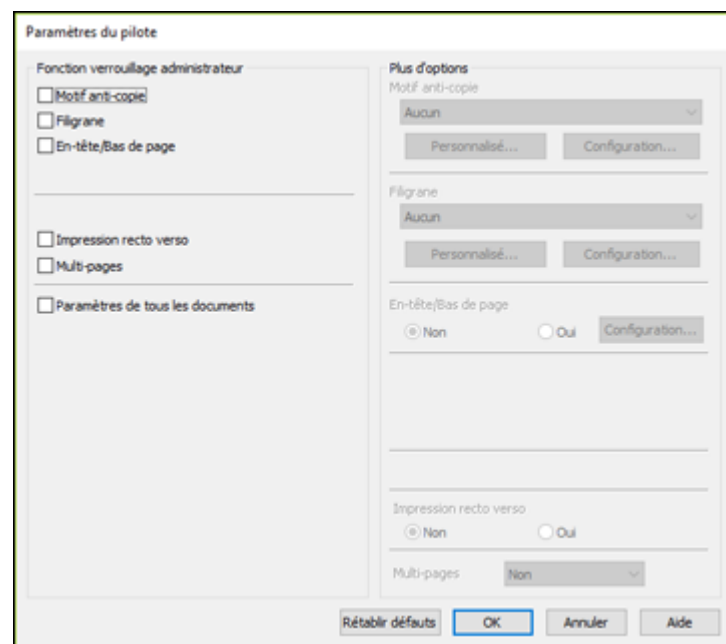 Paramètres du pilote
Fonction verrouillage administrateur
Motif anti-copie
Filigrane
En-tête/Bas de page
Impression recto verso
Multi-pages
Paramètres de tous les documents
Plus d'options
Motif anti-copie
Aucun
Personnalisé... Configuration...
Filigrane
Aucun
Personnalisé... Configuration...
En-tête/Bas de page
Non Oui Configuration...
Impression recto verso
Non Oui
Multi-pages Non
Rétablir défauts OK Annuler Aide